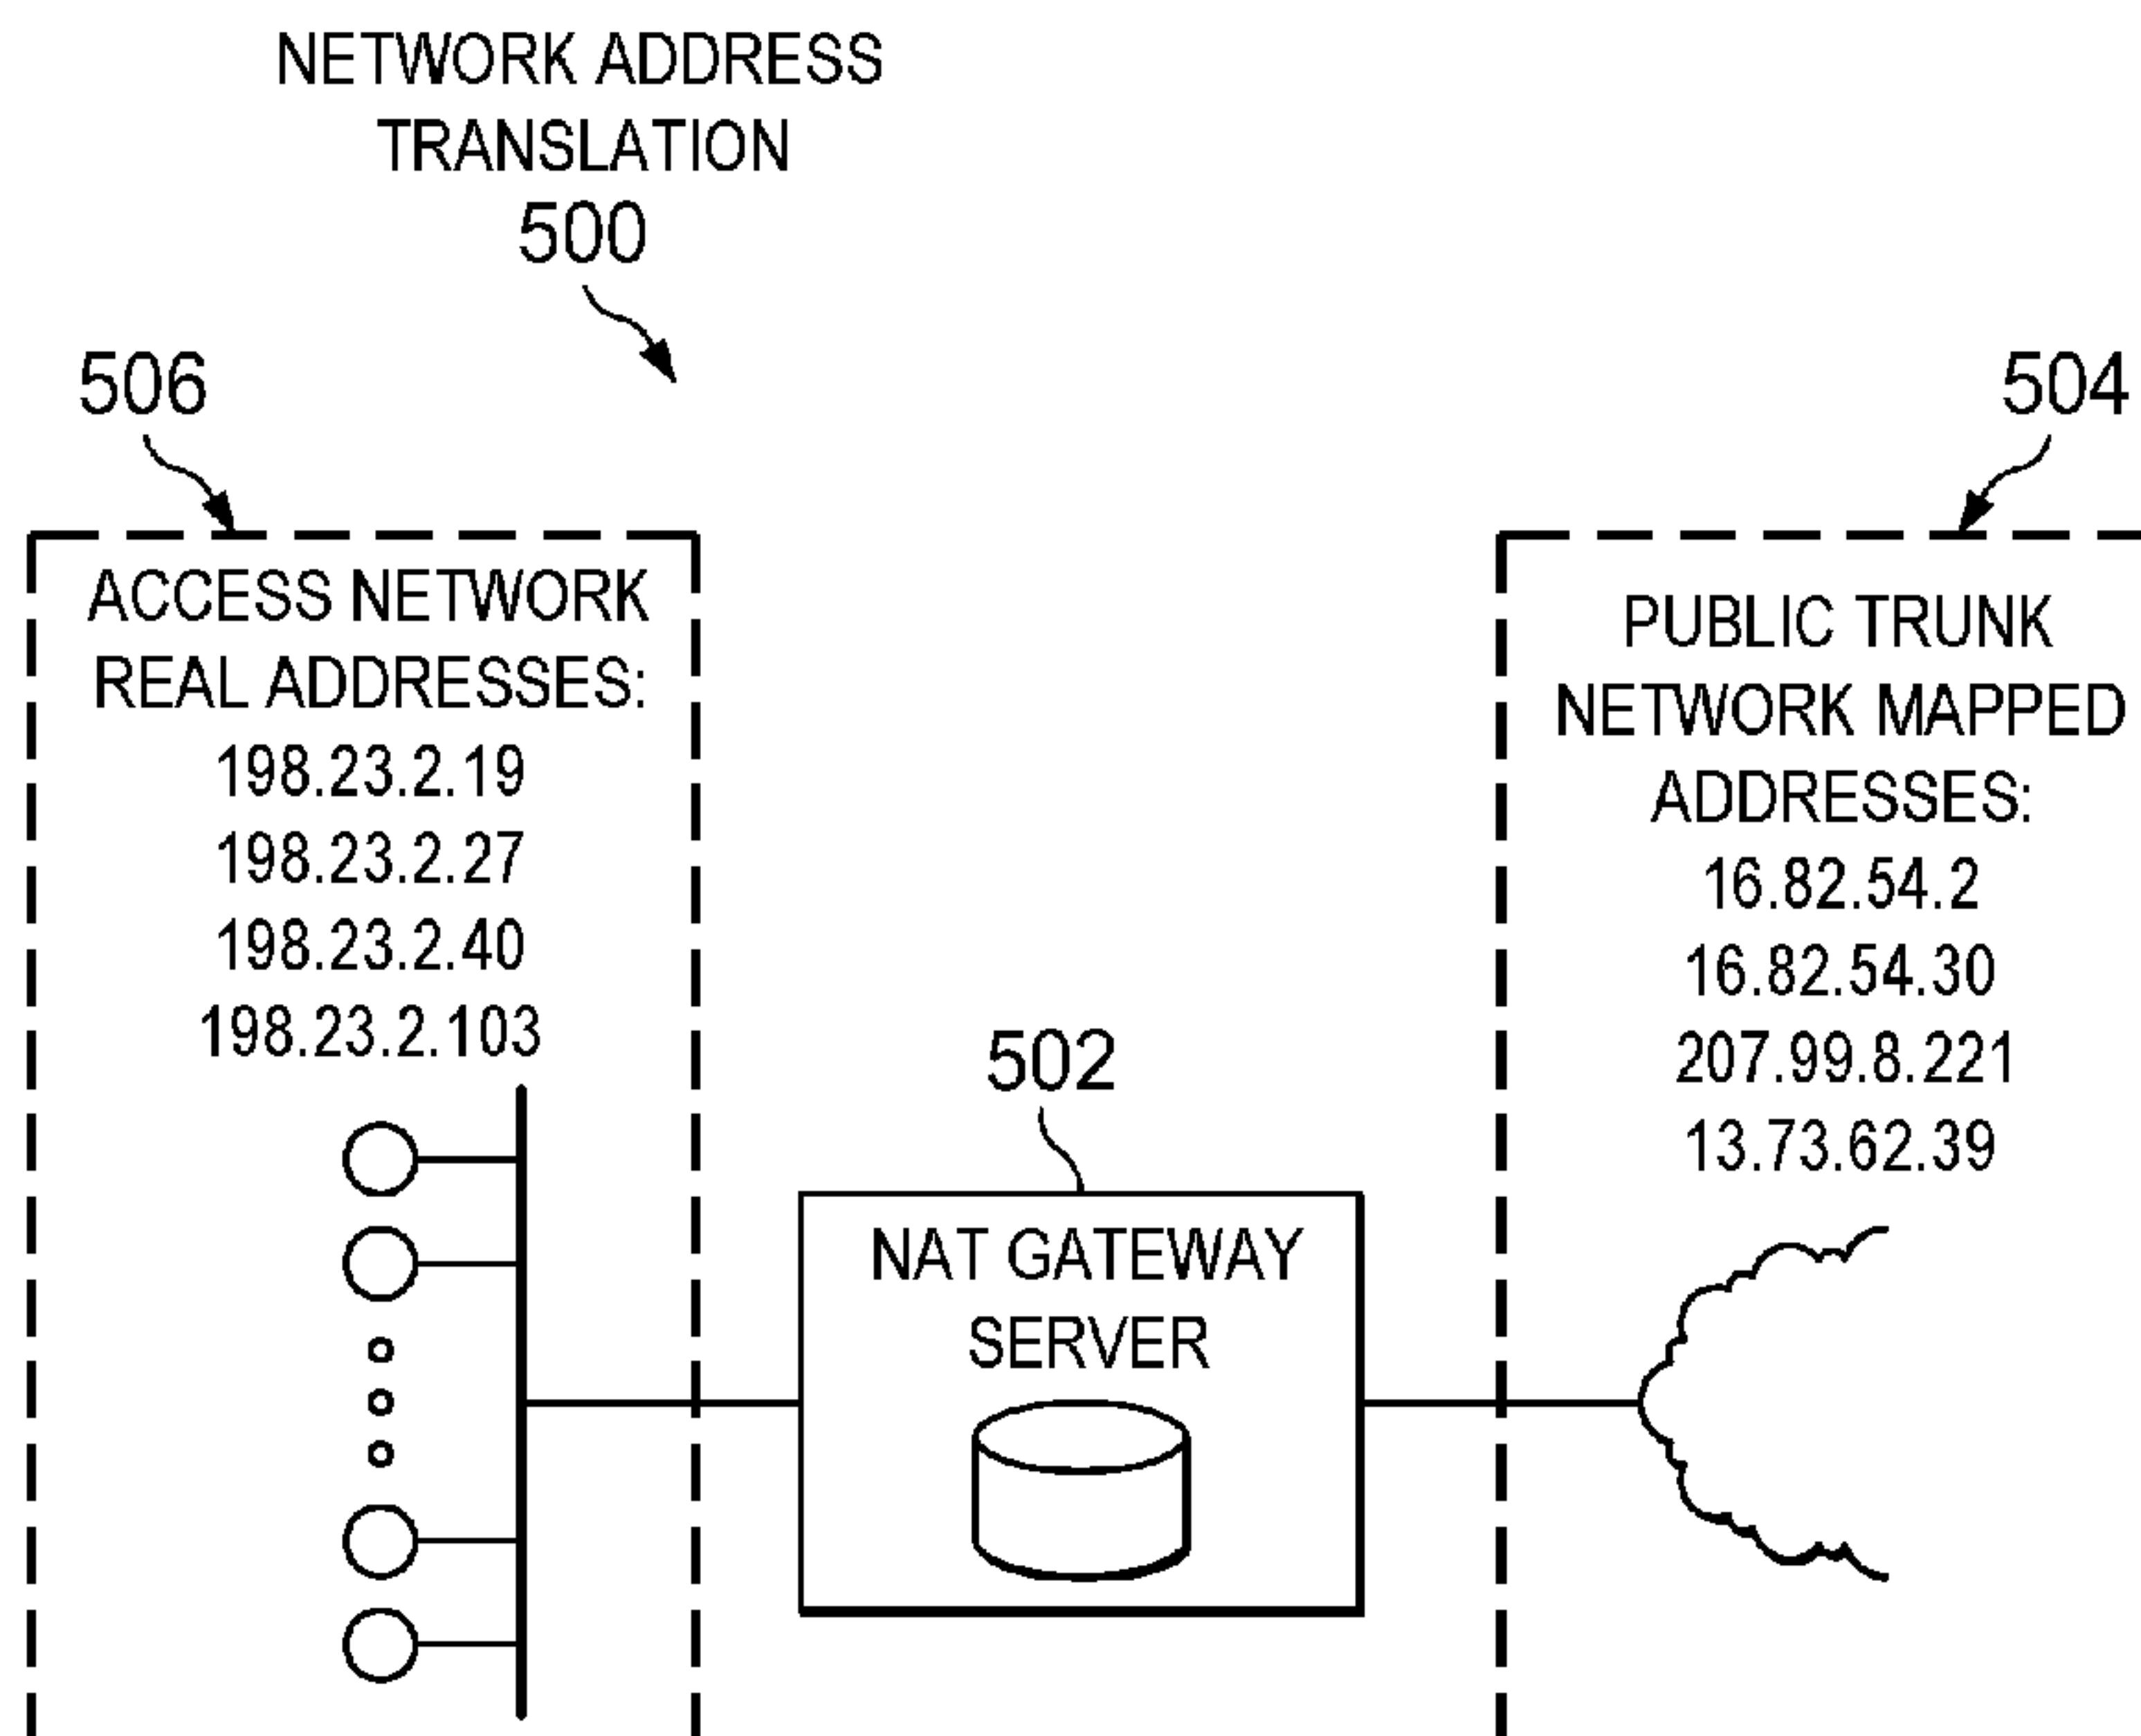 NETWORK ADDRESS
TRANSLATION
500
506
504
ACCESS NETWORK
REAL ADDRESSES:
198.23.2.19
198.23.2.27
198.23.2.40
198.23.2.103
PUBLIC TRUNK
NETWORK MAPPED
ADDRESSES:
16.82.54.2
16.82.54.30
207.99.8.221
13.73.62.39
502
NAT GATEWAY
SERVER